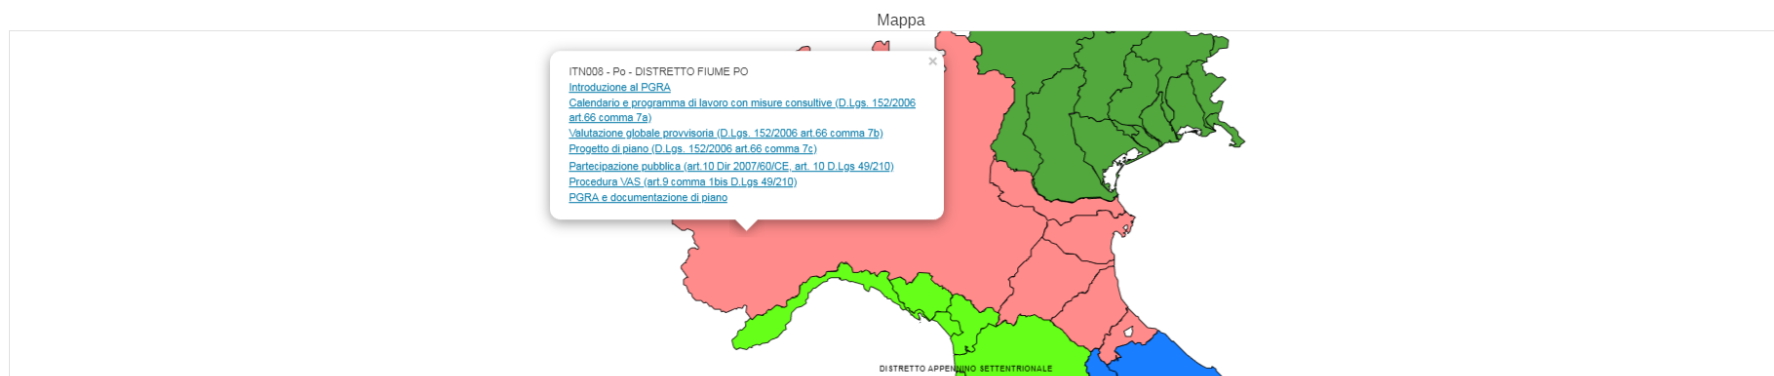 Mappa
ITN008 - Po - DISTRETTO FIUME PO
×
Introduzione al PGRA
Calendario e programma di lavoro con misure consultive (D.Lgs. 152/2006
art.66 comma 7a)
Valutazione globale provvisoria (D.Lgs. 152/2006 art.66 comma 7b)
Progetto di piano (D.Lgs. 152/2006 art.66 comma 7c)
Partecipazione pubblica (art.10 Dir 2007/60/CE, art. 10 D.Lgs 49/210)
Procedura VAS (art.9 comma 1bis D.Lgs 49/210)
PGRA e documentazione di piano
DISTRETTO APPENNINO SETTENTRIONALE